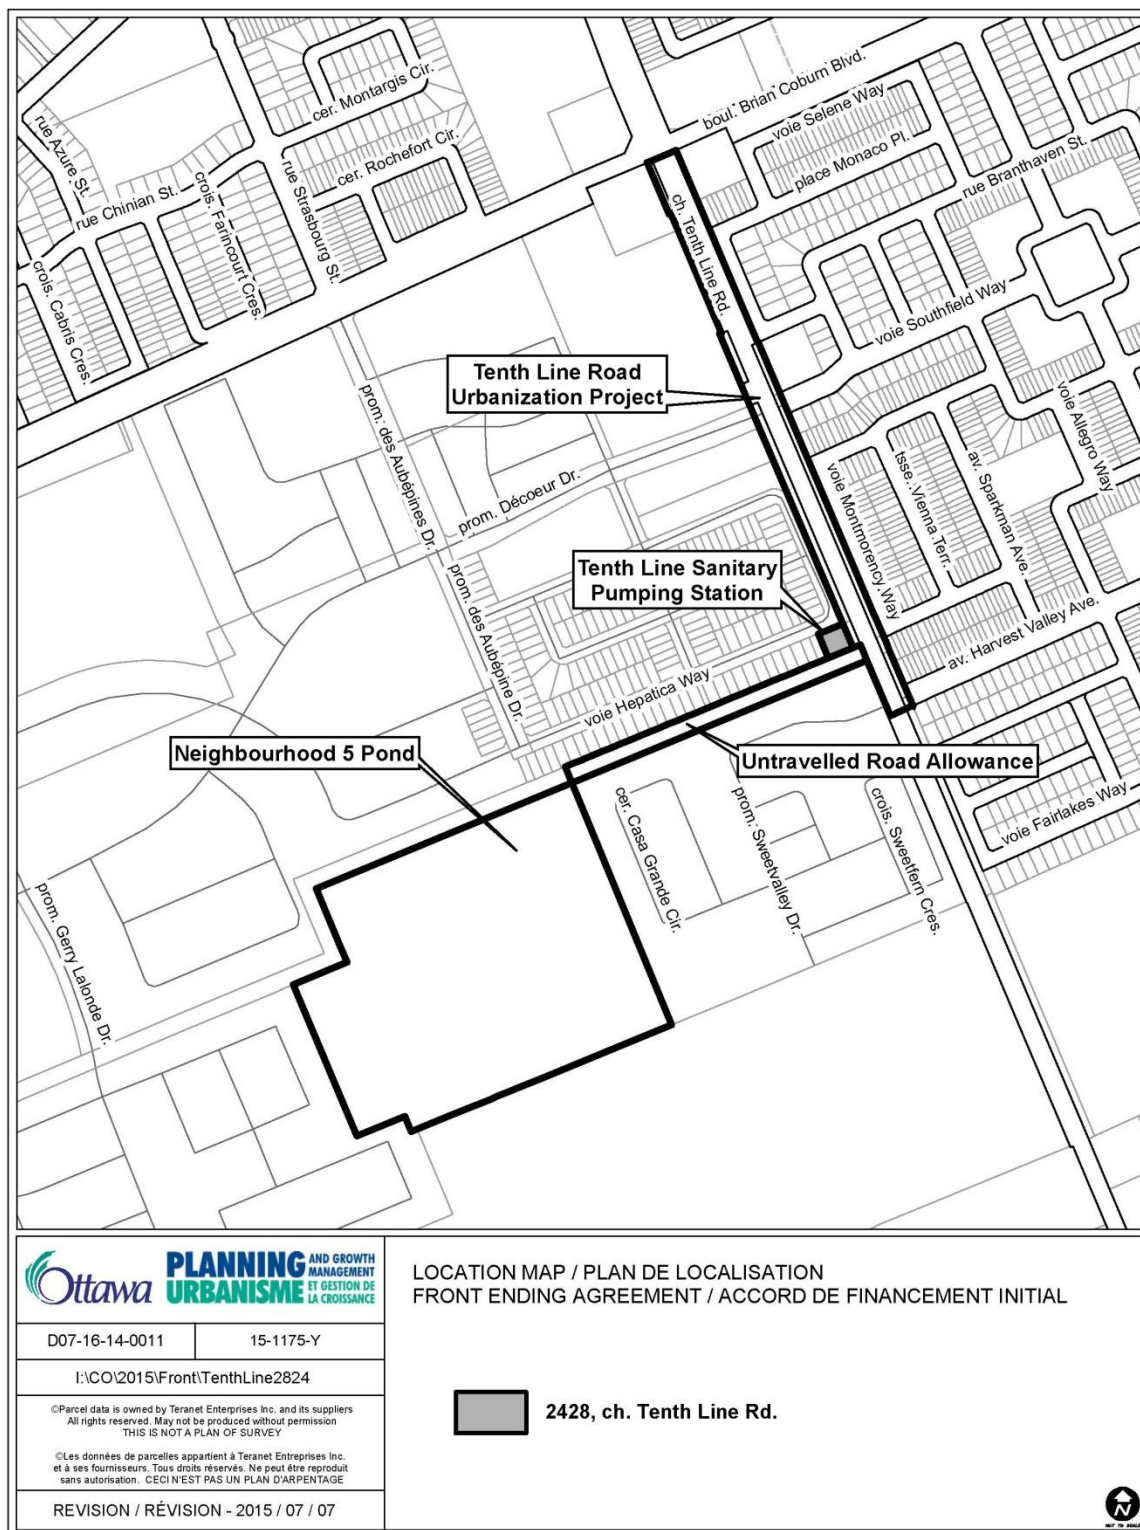 boul. Brian Coburn Blvd.
cer. Montargis Cir.
voie Selene Way
rue Azure St.
cer. Rochefort Cir.
place Monaco Pl.
rue Branthaven St.
rue Chinian St.
rue Strasbourg St.
crois. Farincourt Cres.
ch. Tenth Line Rd.
crois. Cabris Cres.
voie Southfield Way
Tenth Line Road
Urbanization Project
prom. des Aubépines Dr.
voie Allegro Way
prom. Décoeur Dr.
voie Montmorency Way
tsse. Vienna Terr.
av. Sparkman Ave.
Tenth Line Sanitary
Pumping Station
prom. des Aubépine Dr.
av. Harvest Valley Ave.
voie Hepatica Way
Neighbourhood 5 Pond
Untravelled Road Allowance
cer. Casa Grande Cir.
prom. Sweetvalley Dr.
crois. Sweetfern Cres.
voie Fairlakes Way
prom. Gerry Lalonde Dr.
Ottawa
PLANNING AND GROWTH MANAGEMENT
URBANISME ET GESTION DE LA CROISSANCE
LOCATION MAP / PLAN DE LOCALISATION
FRONT ENDING AGREEMENT / ACCORD DE FINANCEMENT INITIAL
D07-16-14-0011
15-1175-Y
I:\CO\2015\Front\TenthLine2824
©Parcel data is owned by Teranet Enterprises Inc. and its suppliers
All rights reserved. May not be produced without permission
THIS IS NOT A PLAN OF SURVEY
©Les données de parcelles appartient à Teranet Entreprises Inc.
et à ses fournisseurs. Tous droits réservés. Ne peut être reproduit
sans autorisation. CECI N'EST PAS UN PLAN D'ARPENTAGE
REVISION / RÉVISION - 2015 / 07 / 07
2428, ch. Tenth Line Rd.
N
NOT TO SCALE